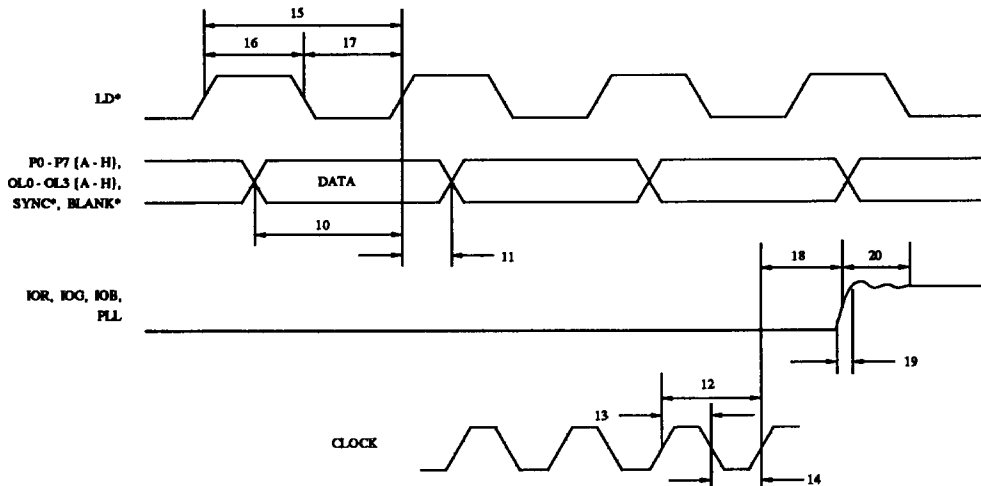 15
16 17
LD*
P0 - P7 {A - H},
OL0 - OL3 {A - H},
SYNC*, BLANK*
DATA
10
11
18 20
IOR, IOG, IOB,
PLL
19
12
13
CLOCK
14